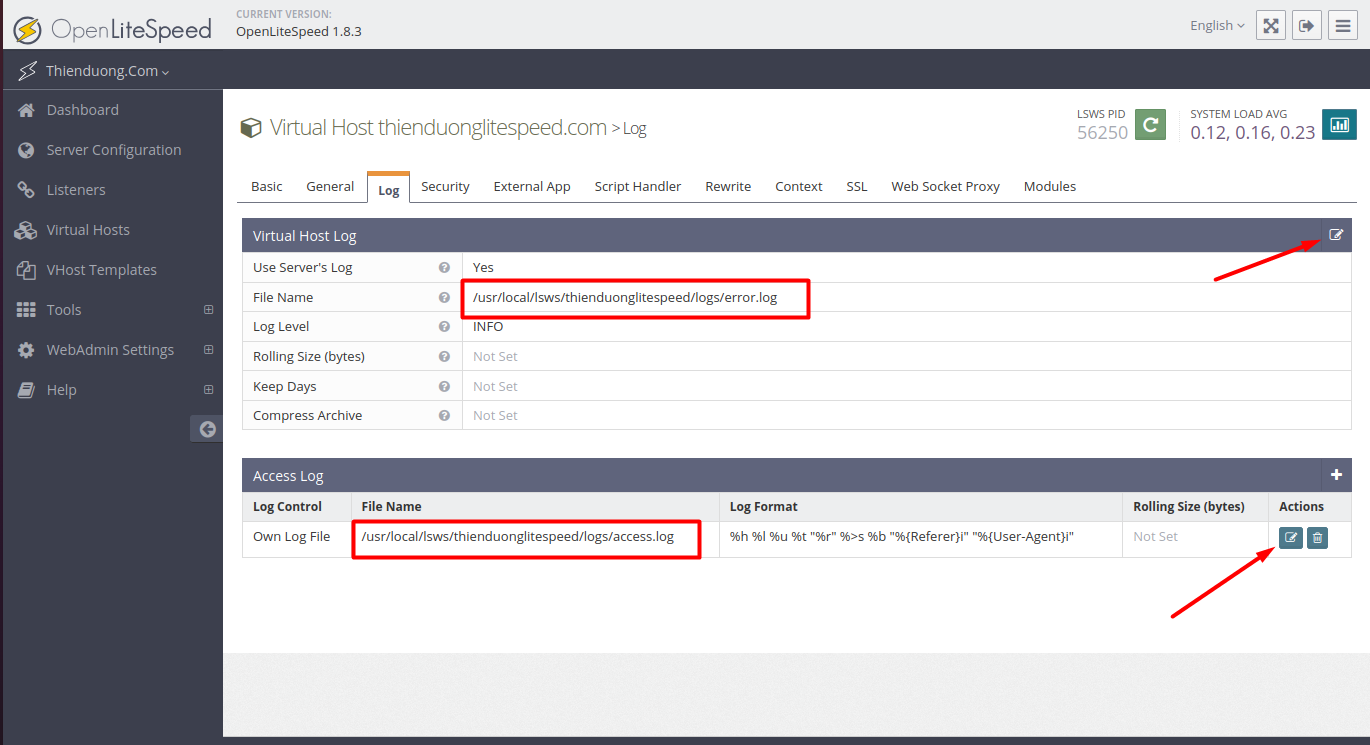 OpenLiteSpeed
CURRENT VERSION:
OpenLiteSpeed 1.8.3
English
Thienduong.Com
Dashboard
Server Configuration
Listeners
Virtual Hosts
VHost Templates
Tools
WebAdmin Settings
Help
Virtual Host thienduonglitespeed.com > Log
LSWS PID
56250
SYSTEM LOAD AVG
0.12, 0.16, 0.23
Basic General Log Security External App Script Handler Rewrite Context SSL Web Socket Proxy Modules
Virtual Host Log
Use Server's Log Yes
File Name /usr/local/lsws/thienduonglitespeed/logs/error.log
Log Level INFO
Rolling Size (bytes) Not Set
Keep Days Not Set
Compress Archive Not Set
Access Log
Log Control File Name Log Format Rolling Size (bytes) Actions
Own Log File /usr/local/lsws/thienduonglitespeed/logs/access.log %h %l %u %t "%r" %>s %b "%{Referer}i" "%{User-Agent}i" Not Set